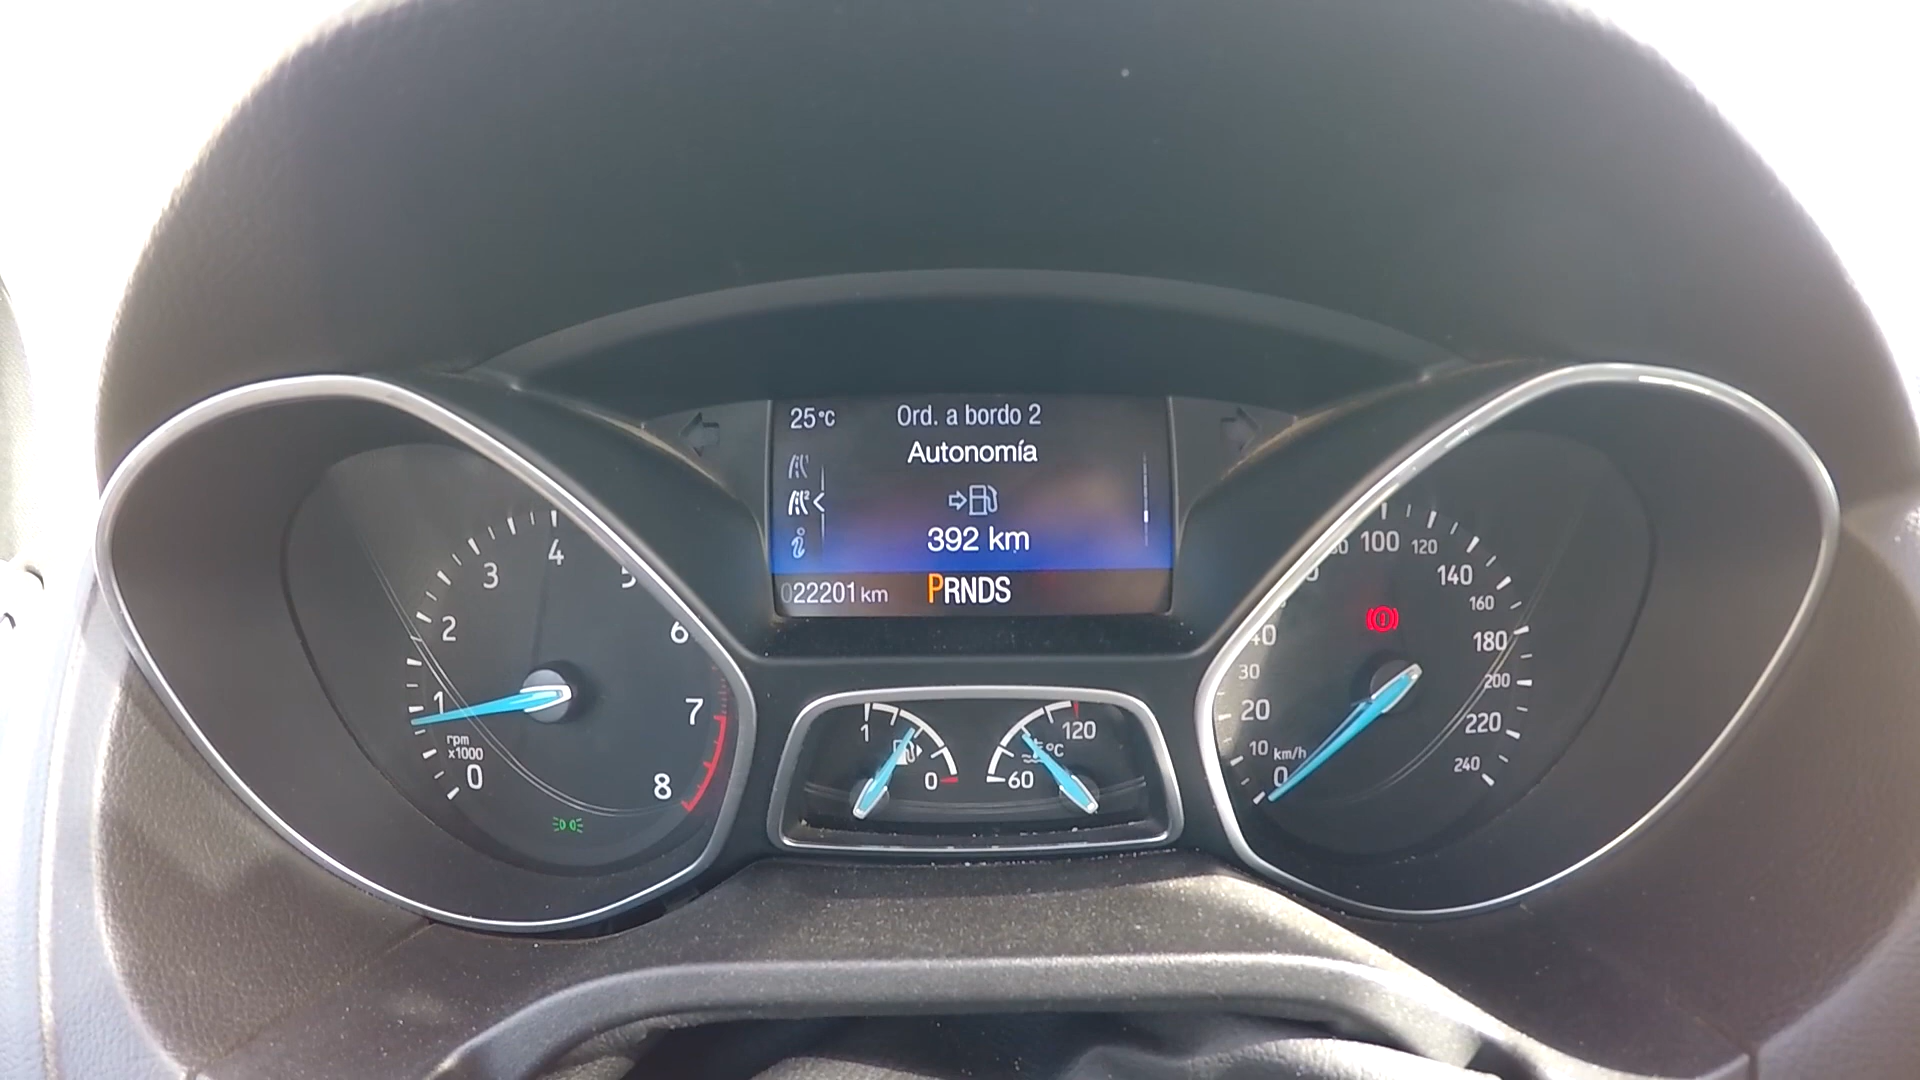 25°C
Ord. a bordo 2
Autonomía
392 km
022201 km
PRNDS
0
1
2
3
4
5
6
7
8
rpm
x1000
1
0
60
120
°C
0
10
20
30
40
100
120
140
160
180
200
220
240
km/h